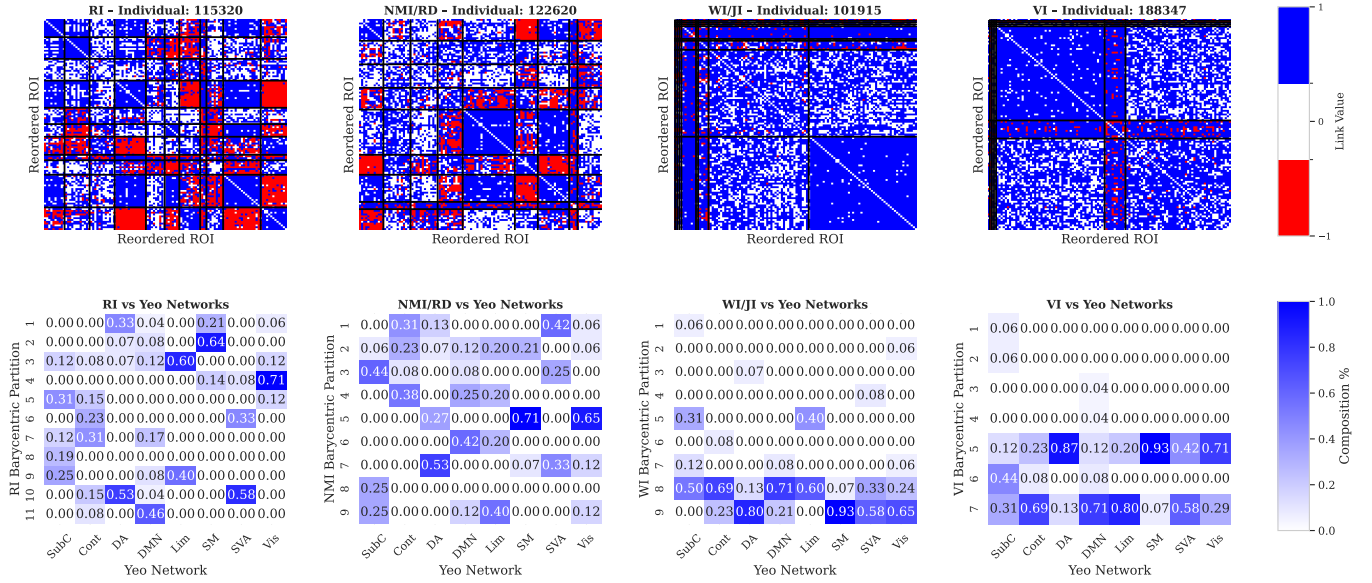 RI – Individual: 115320
NMI/RD – Individual: 122620
WI/JI – Individual: 101915
VI – Individual: 188347
Reordered ROI
Reordered ROI
Reordered ROI
Reordered ROI
Reordered ROI
Reordered ROI
Reordered ROI
Reordered ROI
1
0
−1
Link Value
RI vs Yeo Networks
RI Barycentric Partition
1 0.00 0.00 0.33 0.04 0.00 0.21 0.00 0.06
2 0.00 0.00 0.07 0.08 0.00 0.64 0.00 0.00
3 0.12 0.08 0.07 0.12 0.60 0.00 0.00 0.12
4 0.00 0.00 0.00 0.00 0.00 0.14 0.08 0.71
5 0.31 0.15 0.00 0.00 0.00 0.00 0.00 0.12
6 0.00 0.23 0.00 0.00 0.00 0.00 0.33 0.00
7 0.12 0.31 0.00 0.17 0.00 0.00 0.00 0.00
8 0.19 0.00 0.00 0.00 0.00 0.00 0.00 0.00
9 0.25 0.00 0.00 0.08 0.40 0.00 0.00 0.00
10 0.00 0.15 0.53 0.04 0.00 0.00 0.58 0.00
11 0.00 0.08 0.00 0.46 0.00 0.00 0.00 0.00
SubC Cont DA DMN Lim SM SVA Vis
Yeo Network
NMI/RD vs Yeo Networks
NMI Barycentric Partition
1 0.00 0.31 0.13 0.00 0.00 0.00 0.42 0.06
2 0.06 0.23 0.07 0.12 0.20 0.21 0.00 0.06
3 0.44 0.08 0.00 0.08 0.00 0.00 0.25 0.00
4 0.00 0.38 0.00 0.25 0.20 0.00 0.00 0.00
5 0.00 0.00 0.27 0.00 0.00 0.71 0.00 0.65
6 0.00 0.00 0.00 0.42 0.20 0.00 0.00 0.00
7 0.00 0.00 0.53 0.00 0.00 0.07 0.33 0.12
8 0.25 0.00 0.00 0.00 0.00 0.00 0.00 0.00
9 0.25 0.00 0.00 0.12 0.40 0.00 0.00 0.12
SubC Cont DA DMN Lim SM SVA Vis
Yeo Network
WI/JI vs Yeo Networks
WI Barycentric Partition
1 0.06 0.00 0.00 0.00 0.00 0.00 0.00 0.00
2 0.00 0.00 0.00 0.00 0.00 0.00 0.00 0.06
3 0.00 0.00 0.07 0.00 0.00 0.00 0.00 0.00
4 0.00 0.00 0.00 0.00 0.00 0.00 0.08 0.00
5 0.31 0.00 0.00 0.00 0.40 0.00 0.00 0.00
6 0.00 0.08 0.00 0.00 0.00 0.00 0.00 0.00
7 0.12 0.00 0.00 0.08 0.00 0.00 0.00 0.06
8 0.50 0.69 0.13 0.71 0.60 0.07 0.33 0.24
9 0.00 0.23 0.80 0.21 0.00 0.93 0.58 0.65
SubC Cont DA DMN Lim SM SVA Vis
Yeo Network
VI vs Yeo Networks
VI Barycentric Partition
1 0.06 0.00 0.00 0.00 0.00 0.00 0.00 0.00
2 0.06 0.00 0.00 0.00 0.00 0.00 0.00 0.00
3 0.00 0.00 0.00 0.04 0.00 0.00 0.00 0.00
4 0.00 0.00 0.00 0.04 0.00 0.00 0.00 0.00
5 0.12 0.23 0.87 0.12 0.20 0.93 0.42 0.71
6 0.44 0.08 0.00 0.08 0.00 0.00 0.00 0.00
7 0.31 0.69 0.13 0.71 0.80 0.07 0.58 0.29
SubC Cont DA DMN Lim SM SVA Vis
Yeo Network
1.0
0.8
0.6
0.4
0.2
0.0
Composition %